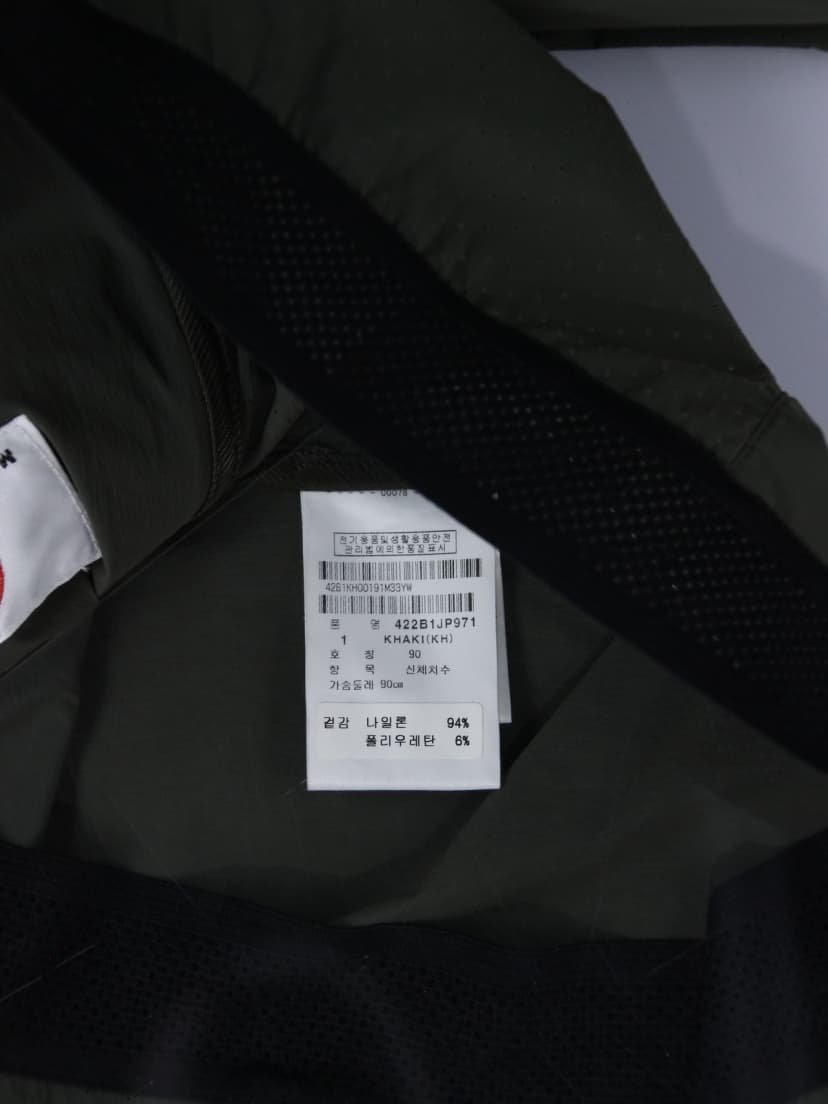 00078
전기용품및생활용품안전
관리법에의한품질표시
42B1KH00191M33YW
품 명 422B1JP971
1 KHAKI(KH)
호 칭 90
항 목 신체치수
가슴둘레 90cm
겉감 나일론 94%
폴리우레탄 6%